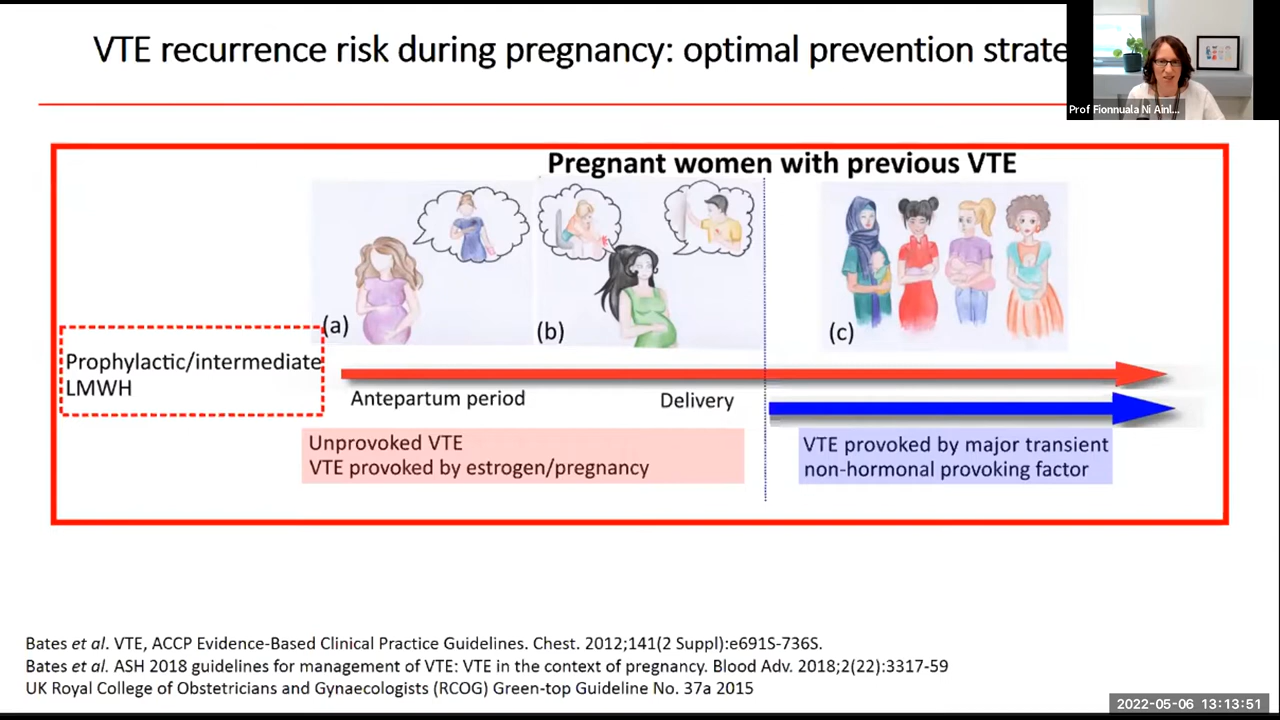 VTE recurrence risk during pregnancy: optimal prevention strate
Prof Fionnuala Ni Ainl...
Pregnant women with previous VTE
(a)
(b)
(c)
Prophylactic/intermediate
LMWH
Antepartum period
Delivery
Unprovoked VTE
VTE provoked by estrogen/pregnancy
VTE provoked by major transient
non-hormonal provoking factor
Bates et al. VTE, ACCP Evidence-Based Clinical Practice Guidelines. Chest. 2012;141(2 Suppl):e691S-736S.
Bates et al. ASH 2018 guidelines for management of VTE: VTE in the context of pregnancy. Blood Adv. 2018;2(22):3317-59
UK Royal College of Obstetricians and Gynaecologists (RCOG) Green-top Guideline No. 37a 2015
2022-05-06 13:13:51